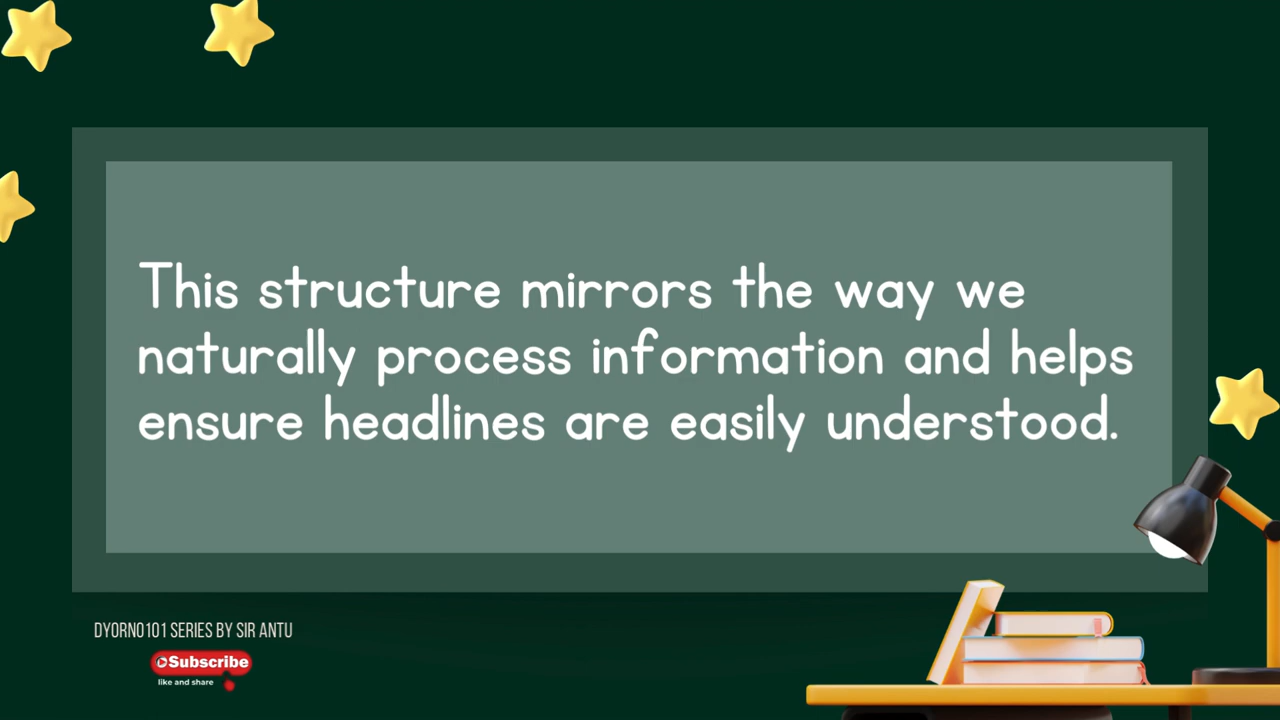 This structure mirrors the way we
naturally process information and helps
ensure headlines are easily understood.
DYORNO101 SERIES BY SIR ANTU
Subscribe
like and share